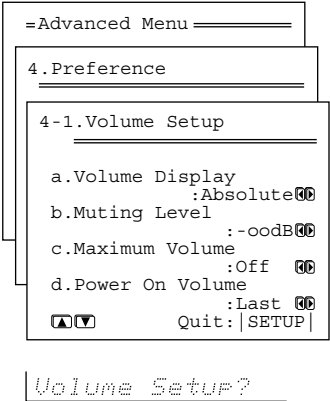 =Advanced Menu
4.Preference
4-1.Volume Setup
a.Volume Display
:Absolute
b.Muting Level
:-oodB
c.Maximum Volume
:Off
d.Power On Volume
:Last
Quit:|SETUP|
Volume Setup?